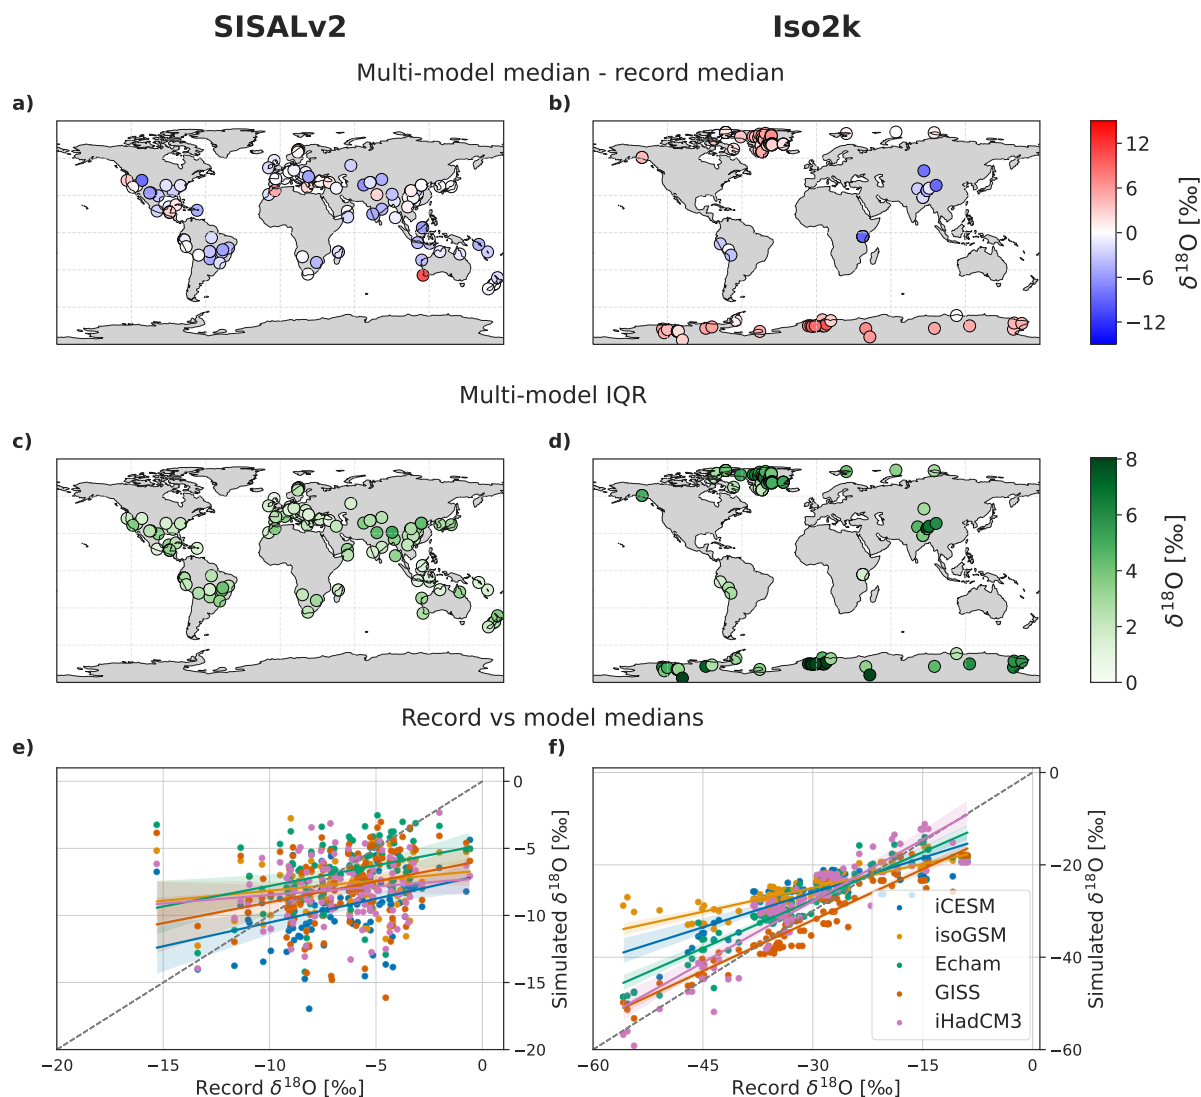 SISALv2
Iso2k
Multi-model median - record median
a)
b)
12
6
0
−6
−12
δ¹⁸O [‰]
Multi-model IQR
c)
d)
8
6
4
2
0
δ¹⁸O [‰]
Record vs model medians
e)
f)
0
−5
−10
−15
−20
Simulated δ¹⁸O [‰]
−20
−15
−10
−5
0
Record δ¹⁸O [‰]
0
−20
−40
−60
Simulated δ¹⁸O [‰]
iCESM
isoGSM
Echam
GISS
iHadCM3
−60
−45
−30
−15
0
Record δ¹⁸O [‰]